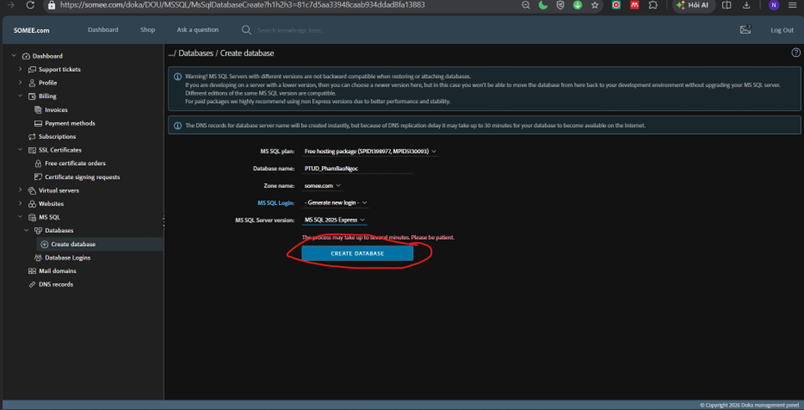 https://somee.com/doka/DOU/MSSQL/MsSqlDatabaseCreate?h1h2h3=81c7d5aa33948caab934ddad8fa13883
Hỏi AI
N
SOMEE.com
Dashboard
Shop
Ask a question
Search knowledge base...
Log Out
Dashboard
Support tickets
Profile
Billing
Invoices
Payment methods
Subscriptions
SSL Certificates
Free certificate orders
Certificate signing requests
Virtual servers
Websites
MS SQL
Databases
Create database
Database Logins
Mail domains
DNS records
.../ Databases / Create database
Warning! MS SQL Servers with different versions are not backward compatible when restoring or attaching databases.
If you are developing on a server with a lower version, then you can choose a newer version here, but in this case you won't be able to move the database from here back to your development environment without upgrading your MS SQL server.
Different editions of the same MS SQL version are compatible.
For paid packages we highly recommend using non Express versions due to better performance and stability.
The DNS records for database server name will be created instantly, but because of DNS replication delay it may take up to 30 minutes for your database to become available on the Internet.
MS SQL plan: Free hosting package (SPID1398977, MPID5130093)
Database name: PTUD_PhamBaoNgoc
Zone name: somee.com
MS SQL Login: - Generate new login -
MS SQL Server version: MS SQL 2025 Express
The process may take up to several minutes. Please be patient.
CREATE DATABASE
© Copyright 2026 Doka management panel